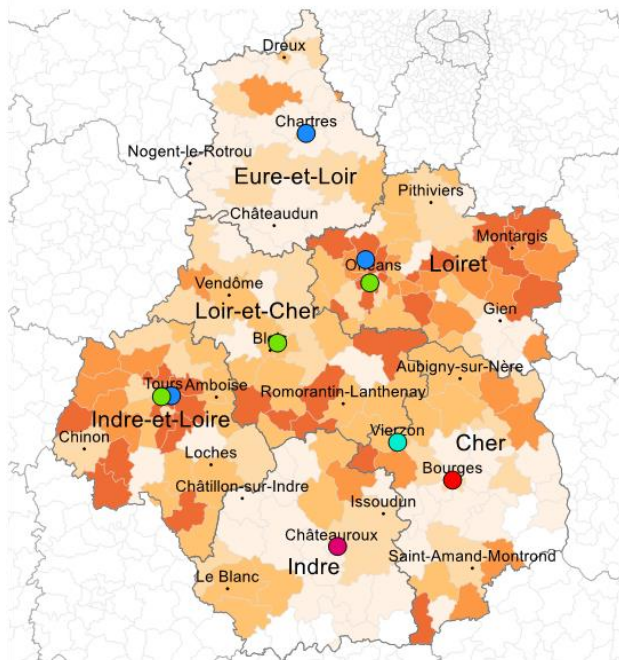 Dreux
Chartres
Nogent-le-Rotrou
Eure-et-Loir
Pithiviers
Châteaudun
Montargis
Orléans
Loiret
Vendôme
Loir-et-Cher
Gien
Blois
Aubigny-sur-Nère
Tours
Amboise
Romorantin-Lanthenay
Indre-et-Loire
Vierzon
Cher
Chinon
Loches
Bourges
Châtillon-sur-Indre
Issoudun
Châteauroux
Indre
Saint-Amand-Montrond
Le Blanc